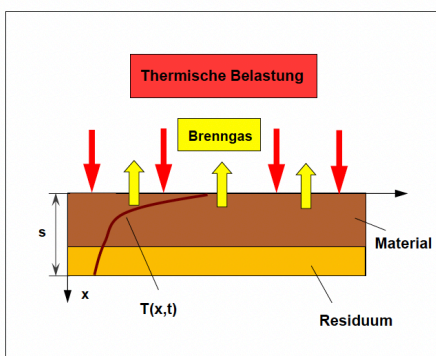 Thermische Belastung
Brenngas
s
Material
x
T(x,t)
Residuum